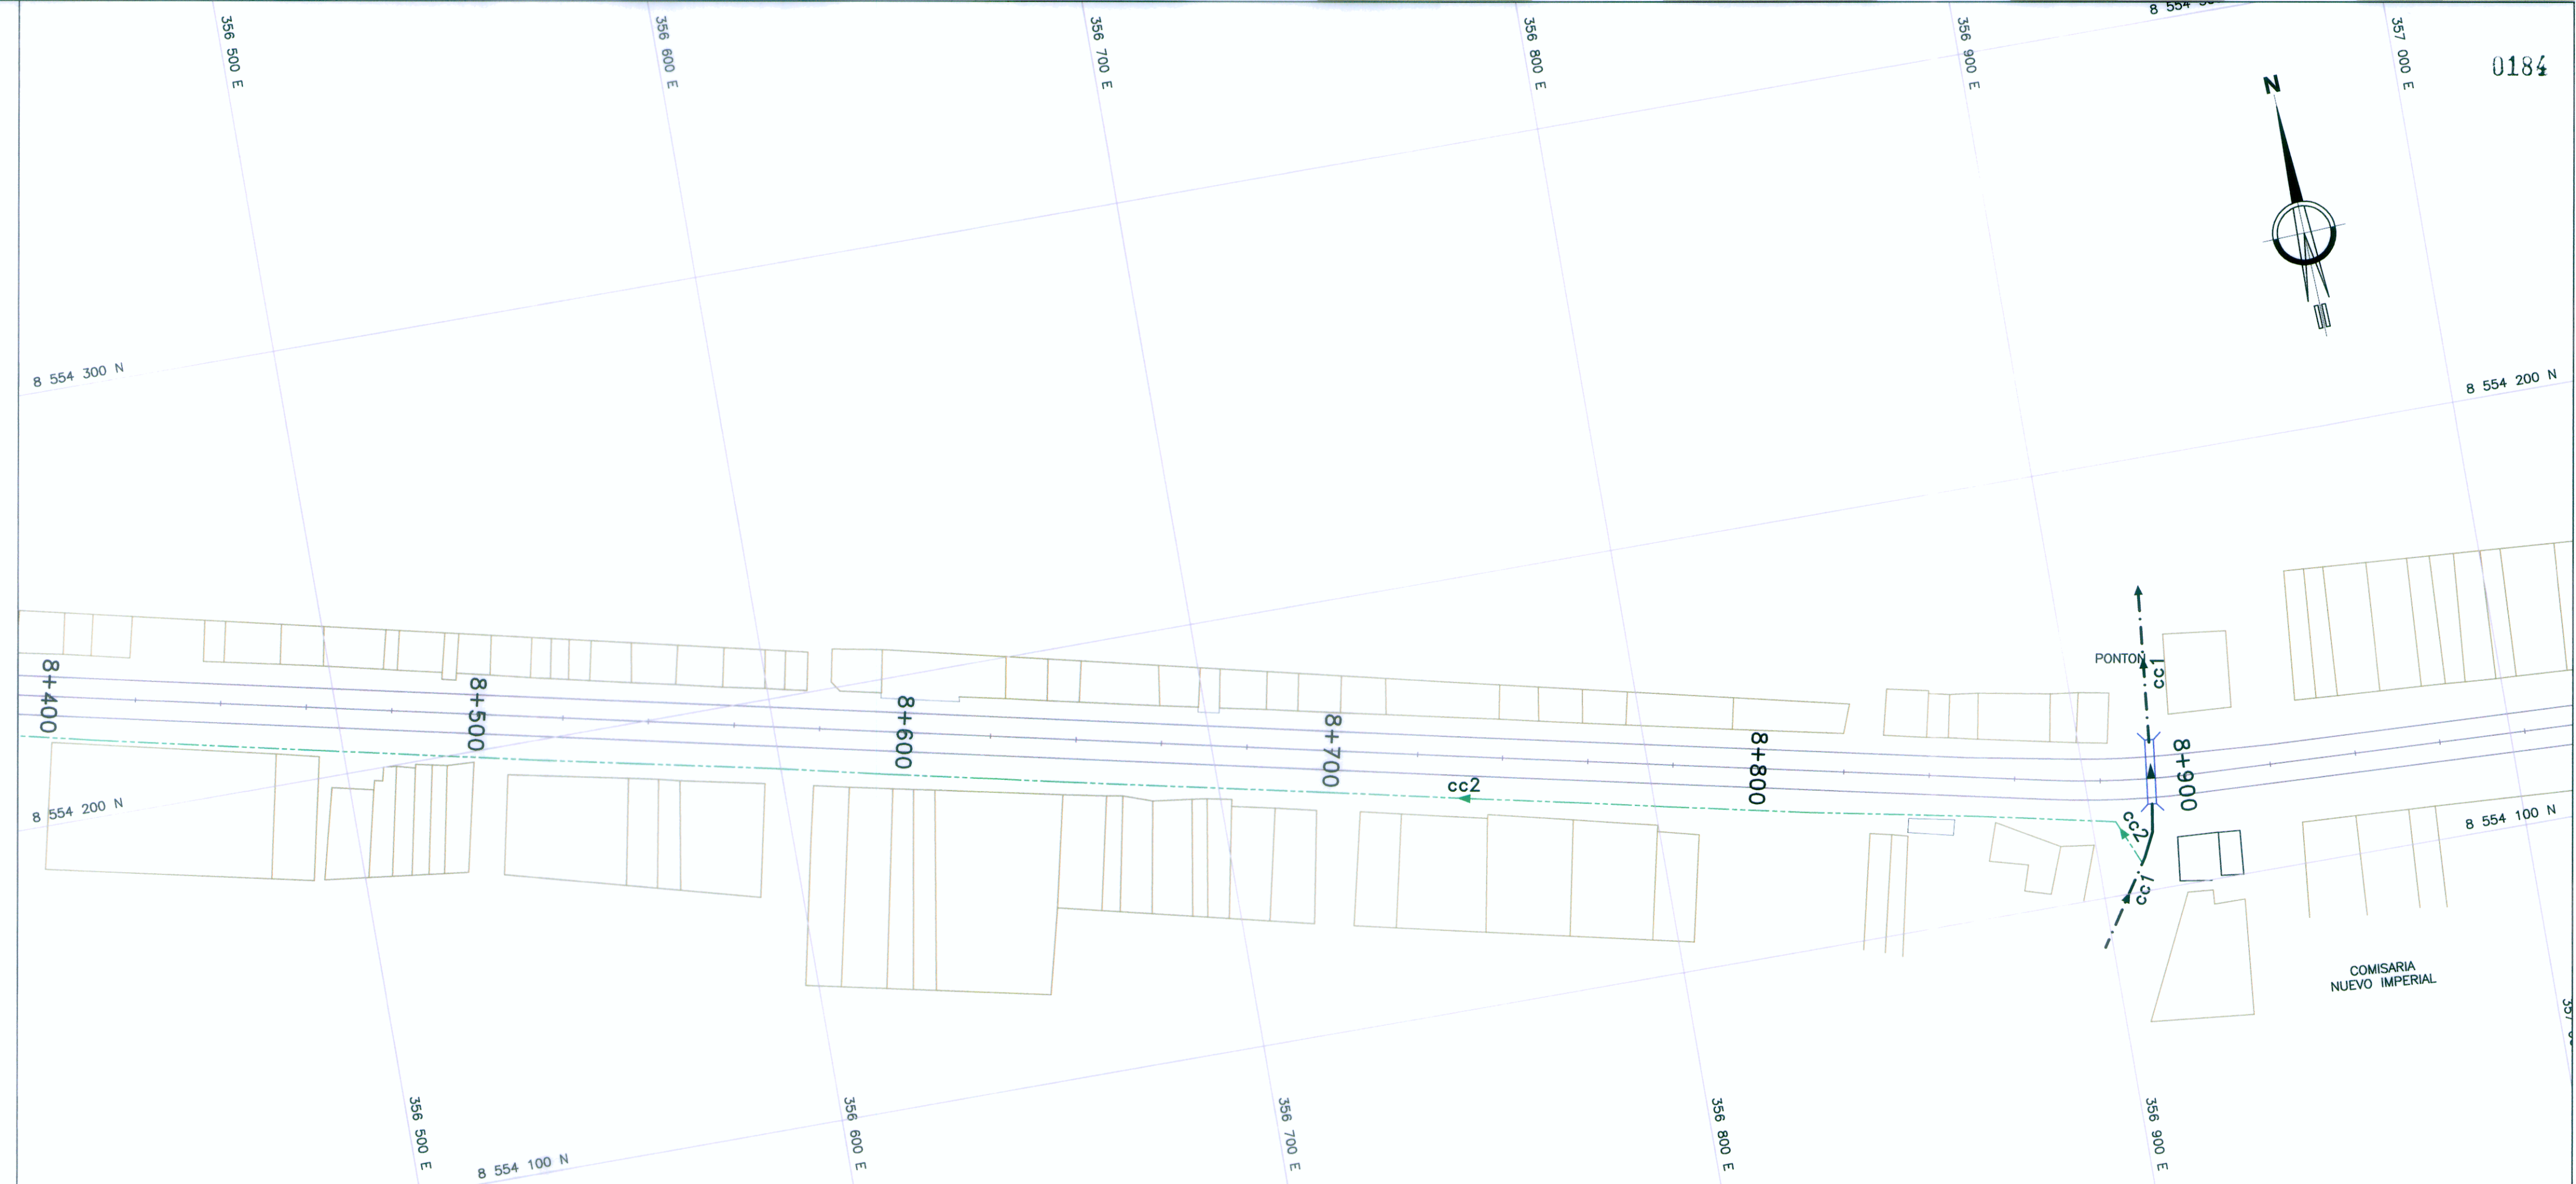 356 500 E
356 600 E
356 700 E
356 800 E
356 900 E
357 000 E
0184
N
8 554 300 N
8 554 200 N
PONTON
cc1
8+400
8+500
8+600
8+700
8+800
8+900
cc2
cc2
cc1
8 554 200 N
8 554 100 N
COMISARIA
NUEVO IMPERIAL
356 500 E
356 600 E
356 700 E
356 800 E
356 900 E
8 554 100 N